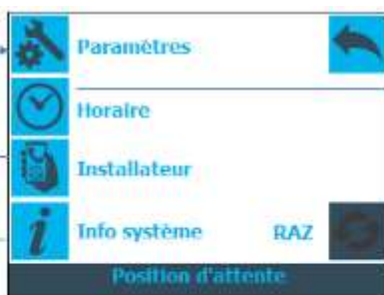 Paramètres
Horaire
Installateur
Info système RAZ
Position d'attente